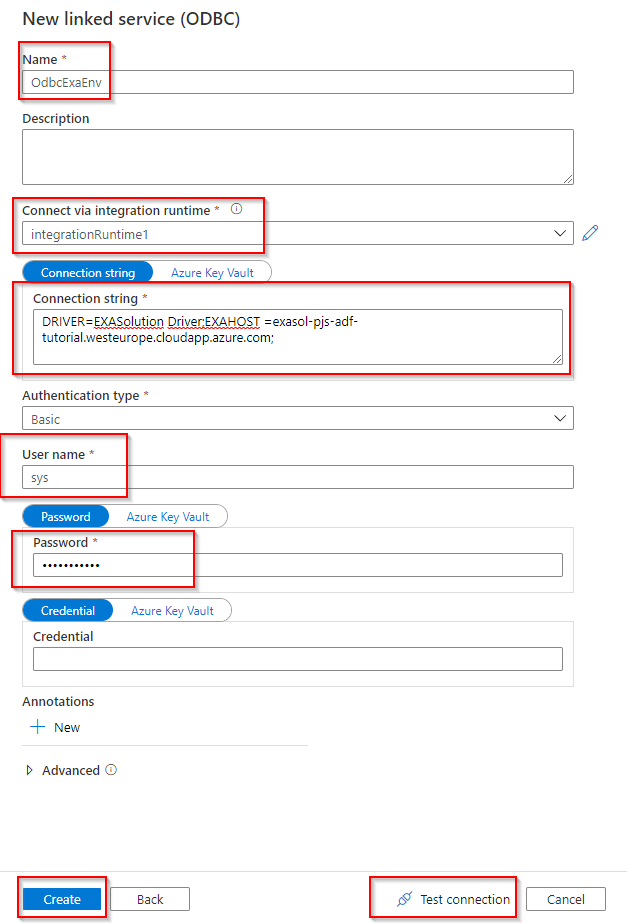 New linked service (ODBC)
Name *
OdbcExaEnv
Description
Connect via integration runtime *
integrationRuntime1
Connection string Azure Key Vault
Connection string *
DRIVER=EXASolution Driver;EXAHOST =exasol-pjs-adf-
tutorial.westeurope.cloudapp.azure.com;
Authentication type *
Basic
User name *
sys
Password Azure Key Vault
Password *
•••••••••••
Credential Azure Key Vault
Credential
Annotations
New
Advanced
Create Back Test connection Cancel